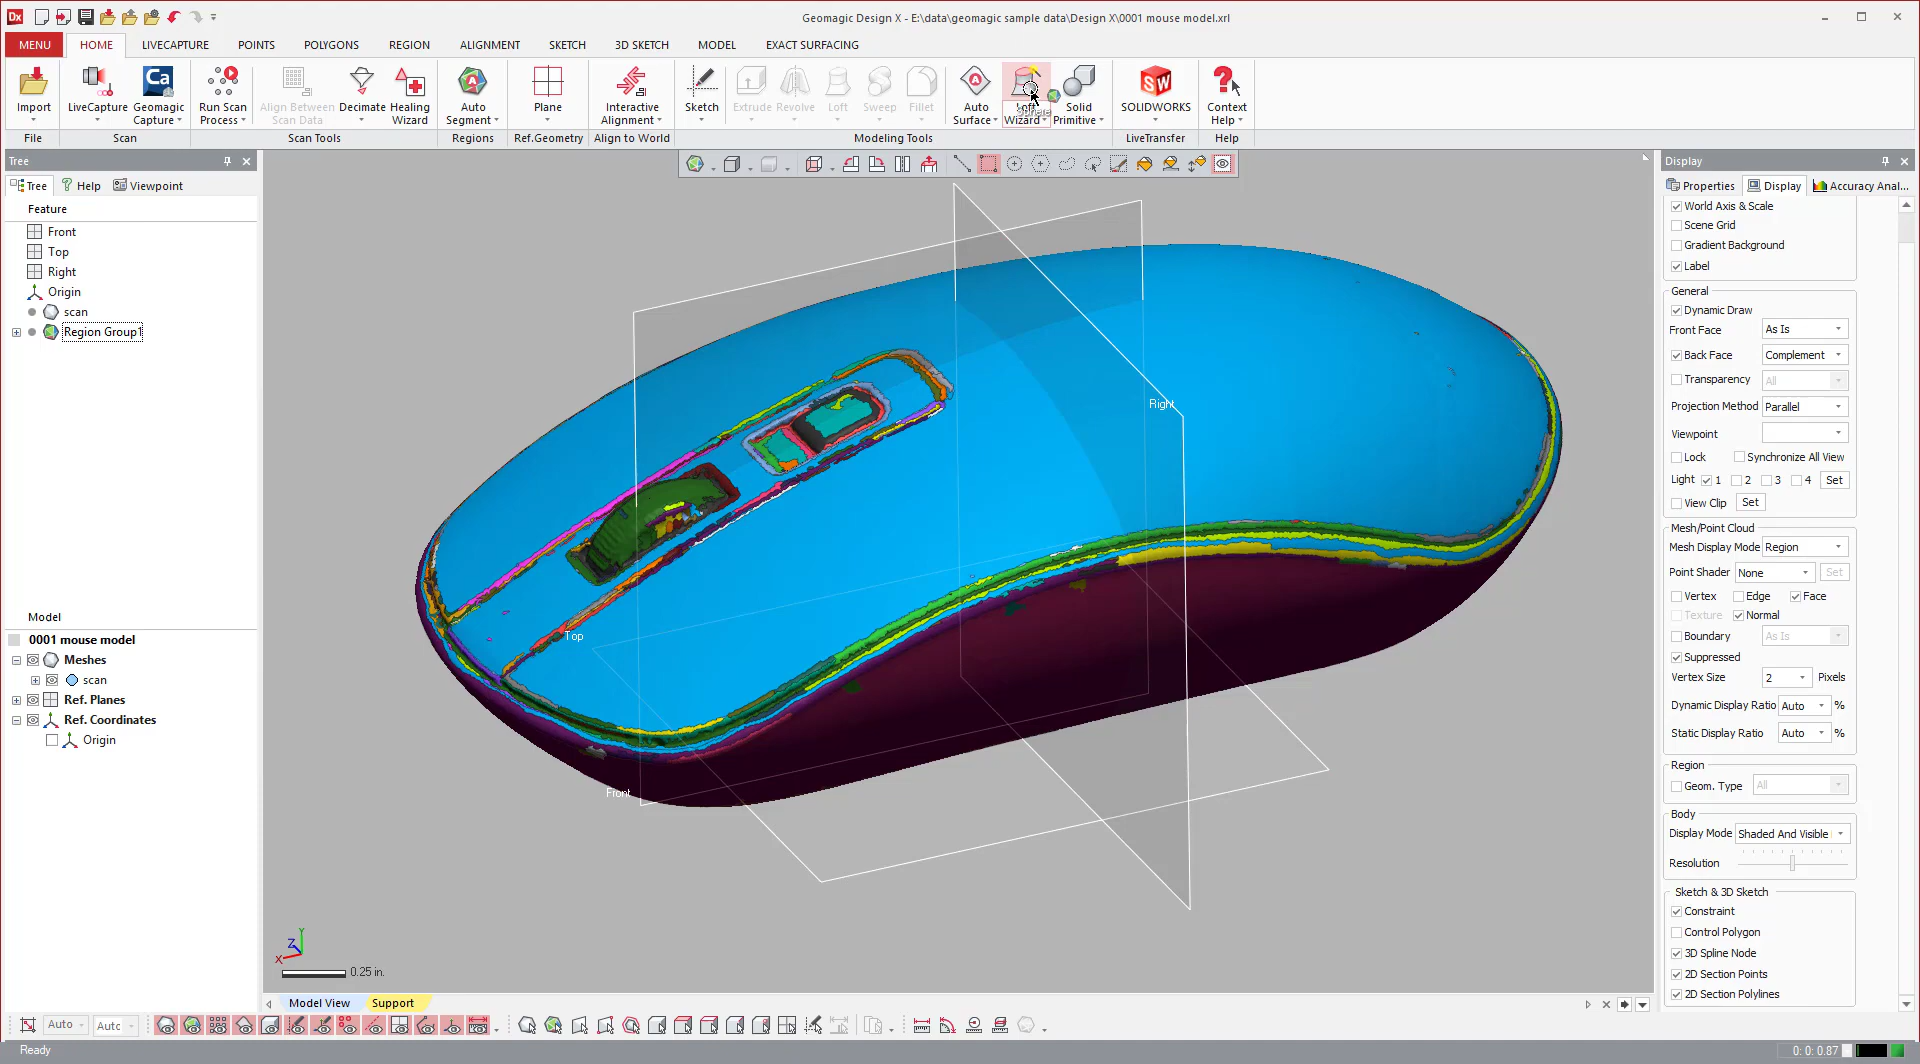 Dx
Geomagic Design X - E:\data\geomagic sample data\Design X\0001 mouse model.xrl
MENU HOME LIVECAPTURE POINTS POLYGONS REGION ALIGNMENT SKETCH 3D SKETCH MODEL EXACT SURFACING
Import LiveCapture Geomagic Capture Run Scan Process Align Between Scan Data Decimate Healing Wizard Auto Segment Plane Interactive Alignment Sketch Extrude Revolve Loft Sweep Fillet Auto Surface Loft Wizard Solid Primitive SOLIDWORKS Context Help
File Scan Scan Tools Regions Ref.Geometry Align to World Modeling Tools LiveTransfer Help
Tree
Tree Help Viewpoint
Feature
Front
Top
Right
Origin
scan
Region Group1
Model
0001 mouse model
Meshes
scan
Ref. Planes
Ref. Coordinates
Origin
Right
Top
Front
Y
Z
X
0.25 in.
Model View Support
Display
Properties Display Accuracy Anal...
World Axis & Scale
Scene Grid
Gradient Background
Label
General
Dynamic Draw
Front Face As Is
Back Face Complement
Transparency All
Projection Method Parallel
Viewpoint
Lock Synchronize All View
Light 1 2 3 4 Set
View Clip Set
Mesh/Point Cloud
Mesh Display Mode Region
Point Shader None Set
Vertex Edge Face
Texture Normal
Boundary As Is
Suppressed
Vertex Size 2 Pixels
Dynamic Display Ratio Auto %
Static Display Ratio Auto %
Region
Geom. Type All
Body
Display Mode Shaded And Visible
Resolution
Sketch & 3D Sketch
Constraint
Control Polygon
3D Spline Node
2D Section Points
2D Section Polylines
Auto Auto
Ready
0: 0: 0.87